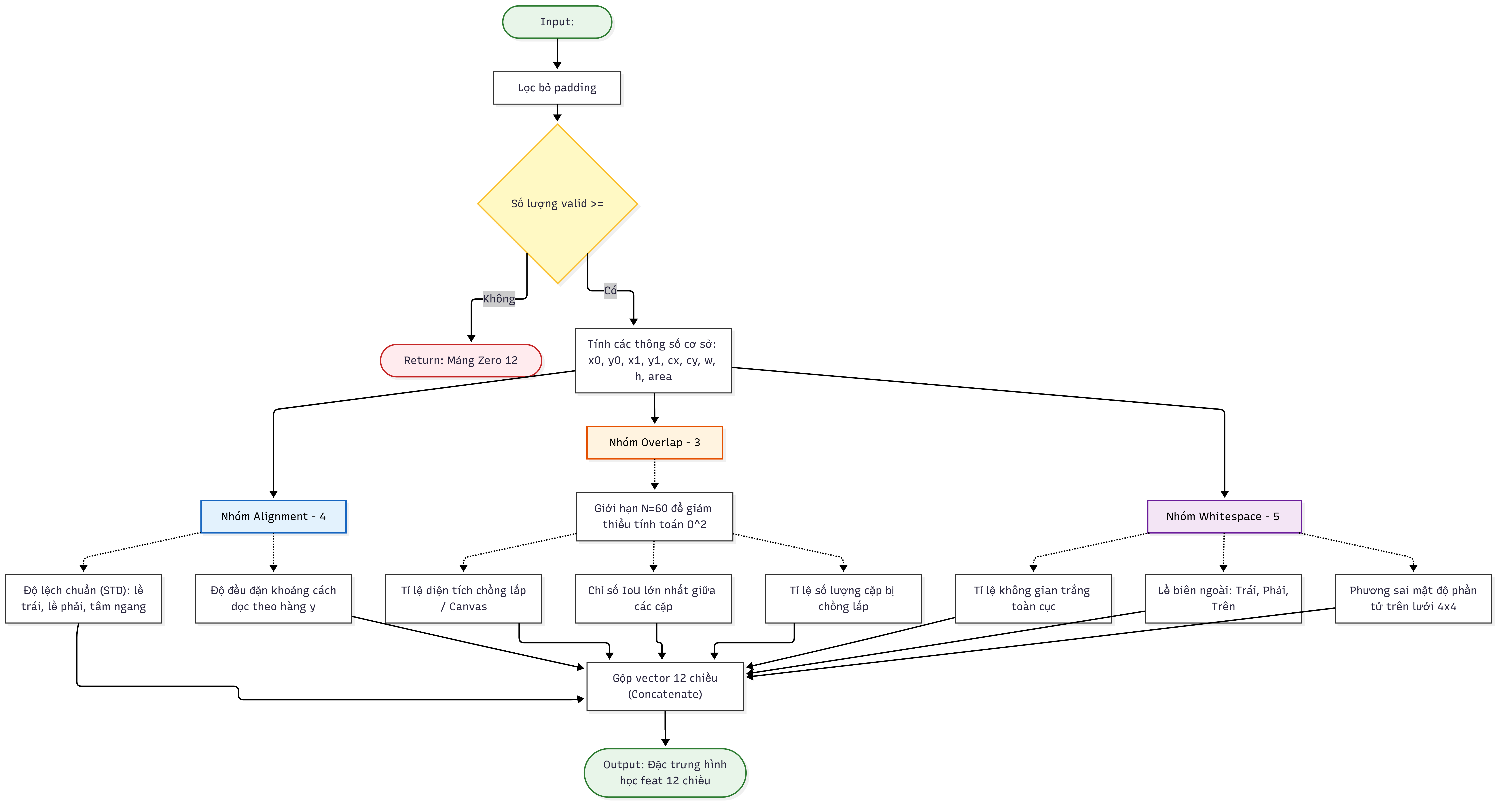 Input:
Lọc bỏ padding
Số lượng valid >=
Không
Có
Return: Mảng Zero 12
Tính các thông số cơ sở:
x0, y0, x1, y1, cx, cy, w,
h, area
Nhóm Overlap - 3
Nhóm Alignment - 4
Giới hạn N=60 để giảm
thiểu tính toán O^2
Nhóm Whitespace - 5
Độ lệch chuẩn (STD): lề
trái, lề phải, tâm ngang
Độ đều đặn khoảng cách
dọc theo hàng y
Tỉ lệ diện tích chồng lấp
/ Canvas
Chỉ số IoU lớn nhất giữa
các cặp
Tỉ lệ số lượng cặp bị
chồng lấp
Tỉ lệ không gian trắng
toàn cục
Lề biên ngoài: Trái, Phải,
Trên
Phương sai mật độ phần
tử trên lưới 4x4
Gộp vector 12 chiều
(Concatenate)
Output: Đặc trưng hình
học feat 12 chiều